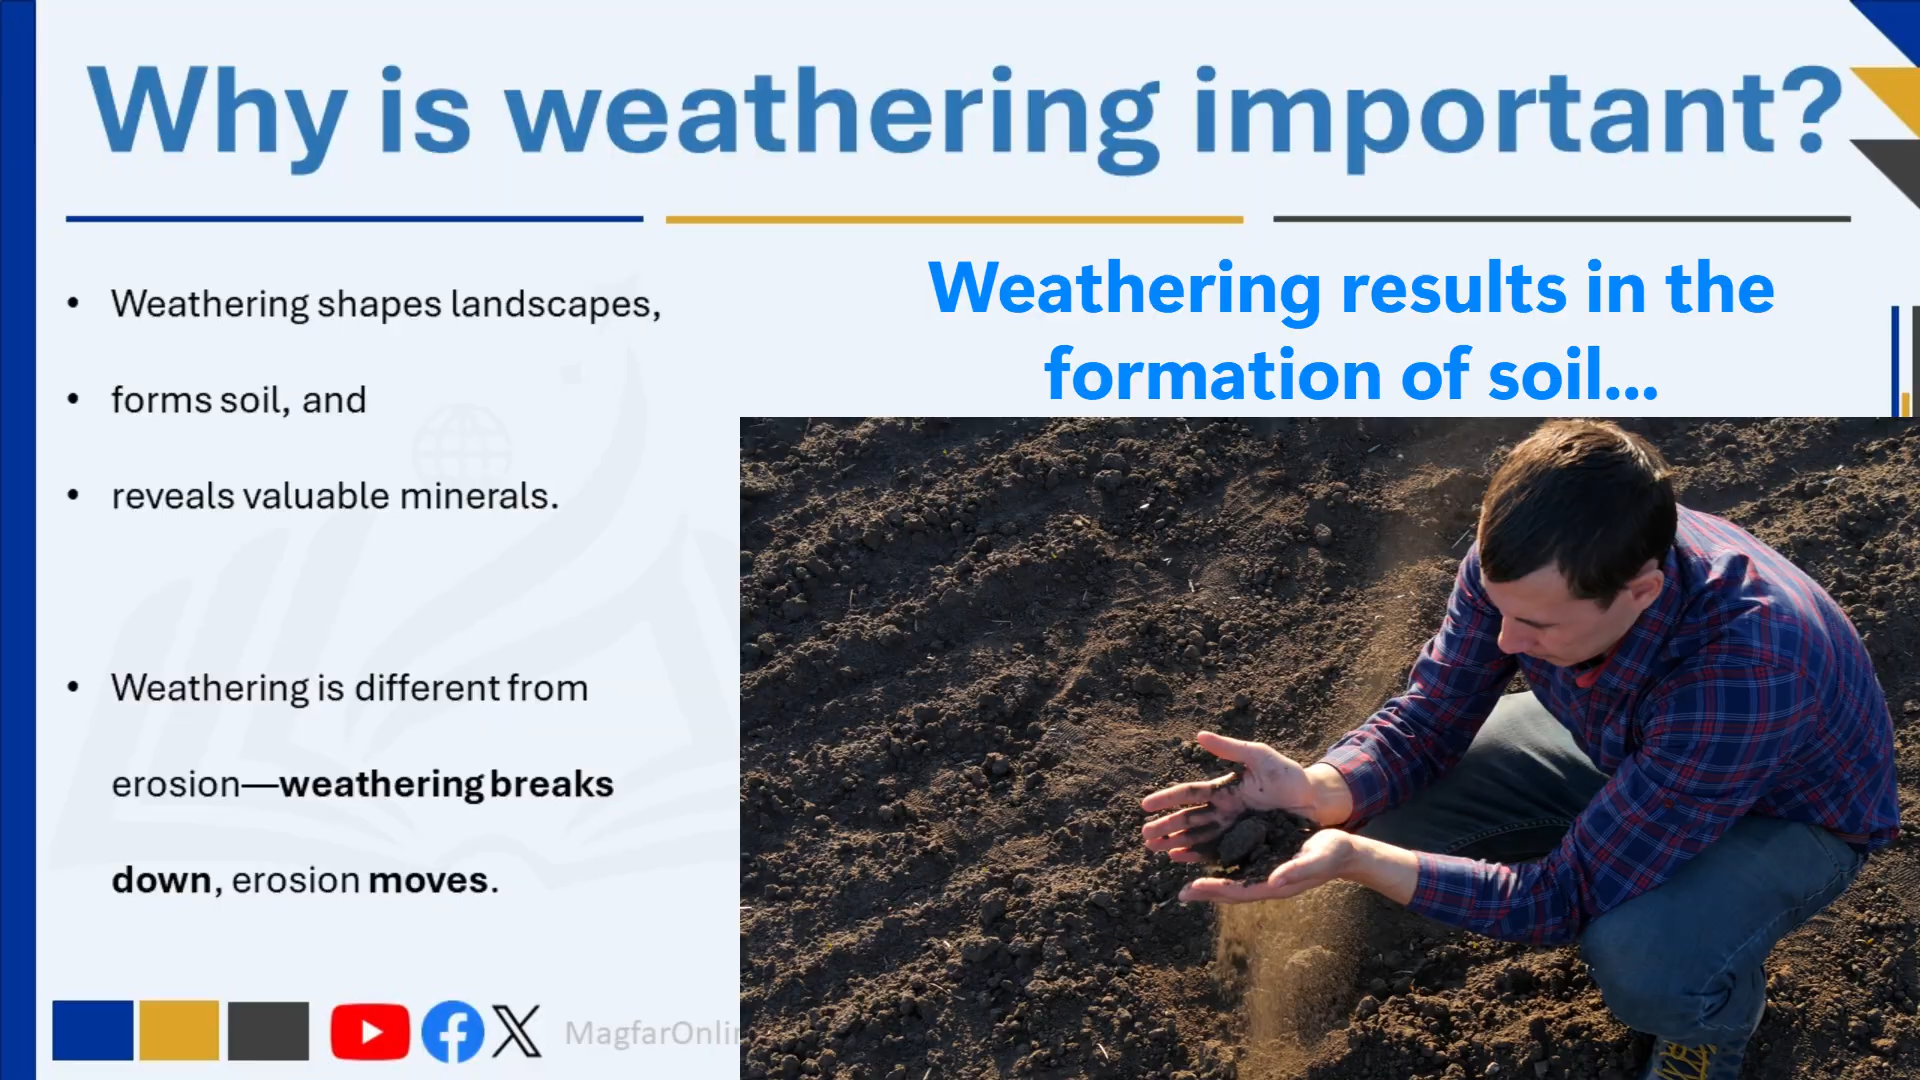 Why is weathering important?
Weathering results in the
formation of soil...
• Weathering shapes landscapes,
• forms soil, and
• reveals valuable minerals.
• Weathering is different from
erosion—weathering breaks
down, erosion moves.